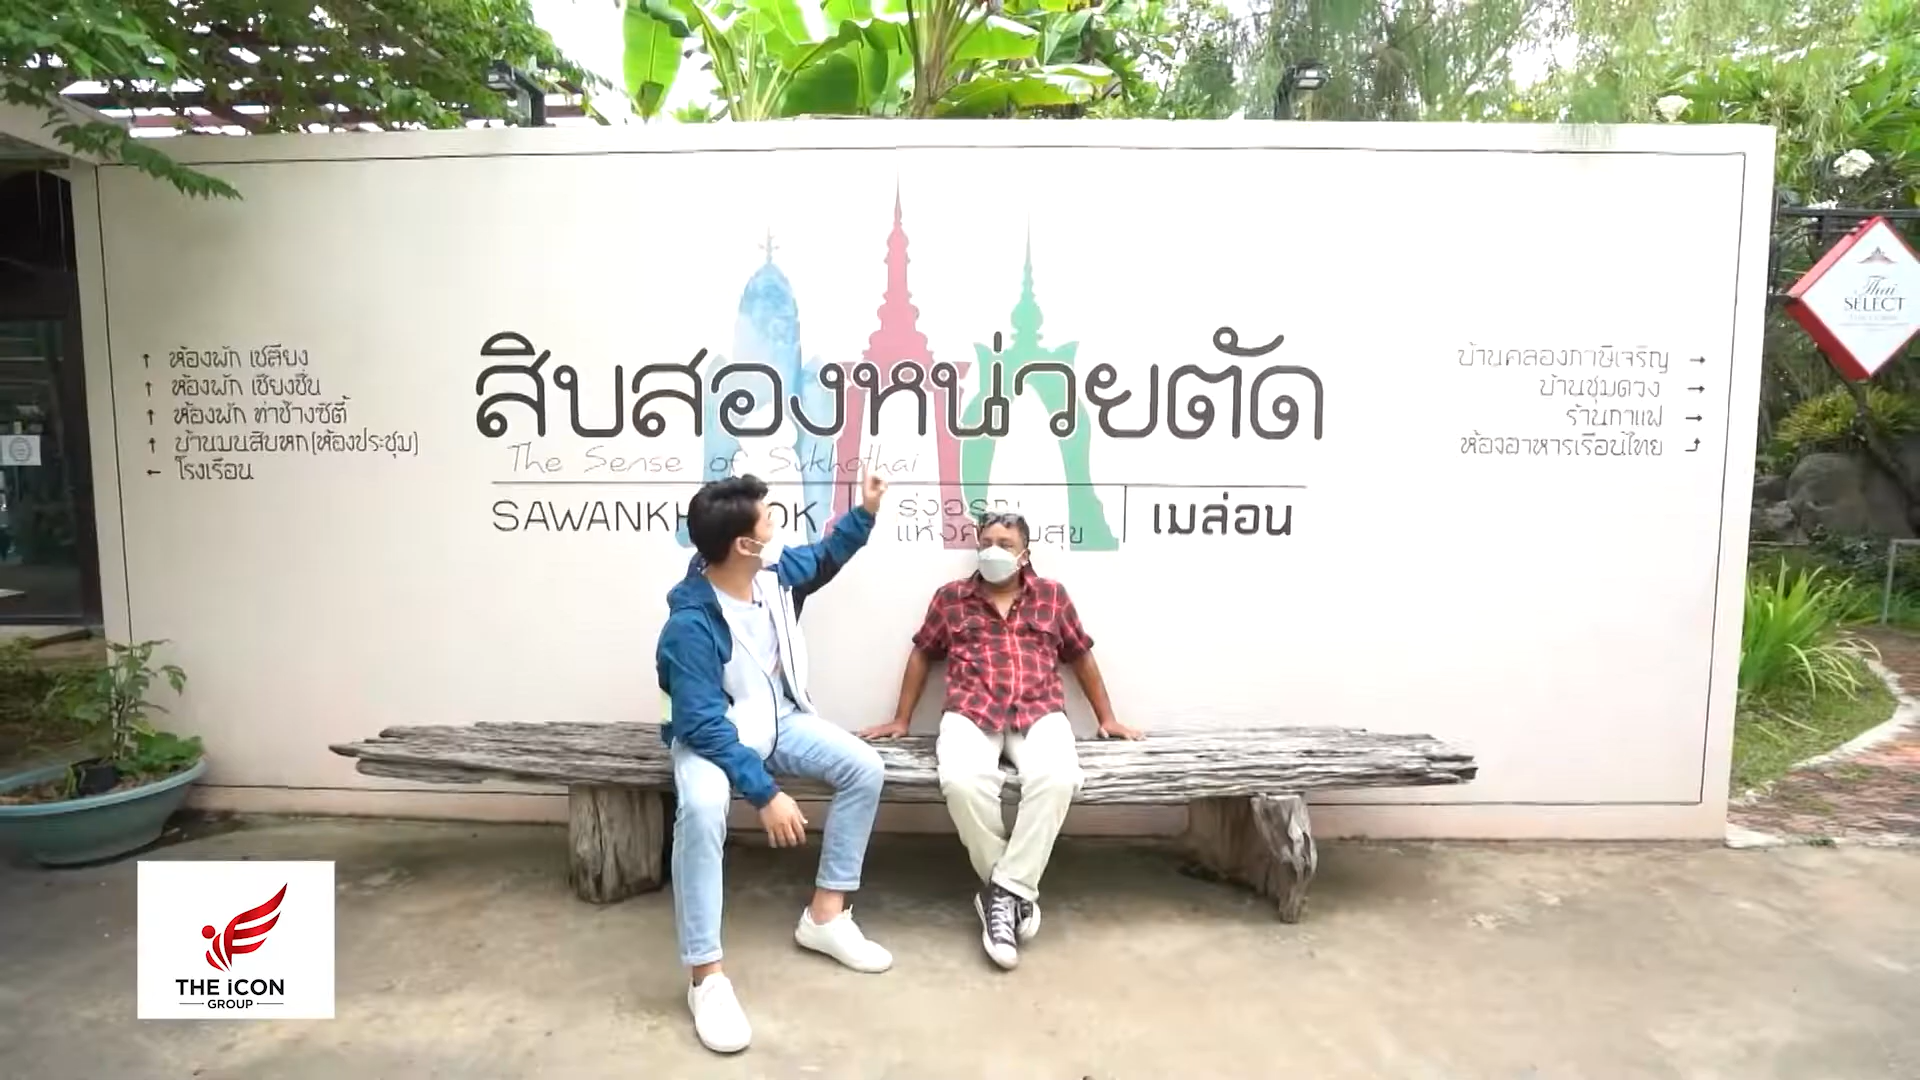 สิบสองหน่วยตัด
The Sense of Sukhothai
SAWANKH OK
เมล่อน
↑ ห้องพัก เชลียง
↑ ห้องพัก เชียงชื่น
↑ ห้องพัก ท่าช้างซิตี้
↑ บ้านมนสิบหก(ห้องประชุม)
← โรงเรือน
บ้านคลองภาษีเจริญ →
บ้านชุมดวง →
ร้านกาแฟ →
ห้องอาหารเรือนไทย
Thai
SELECT
THE iCON
GROUP